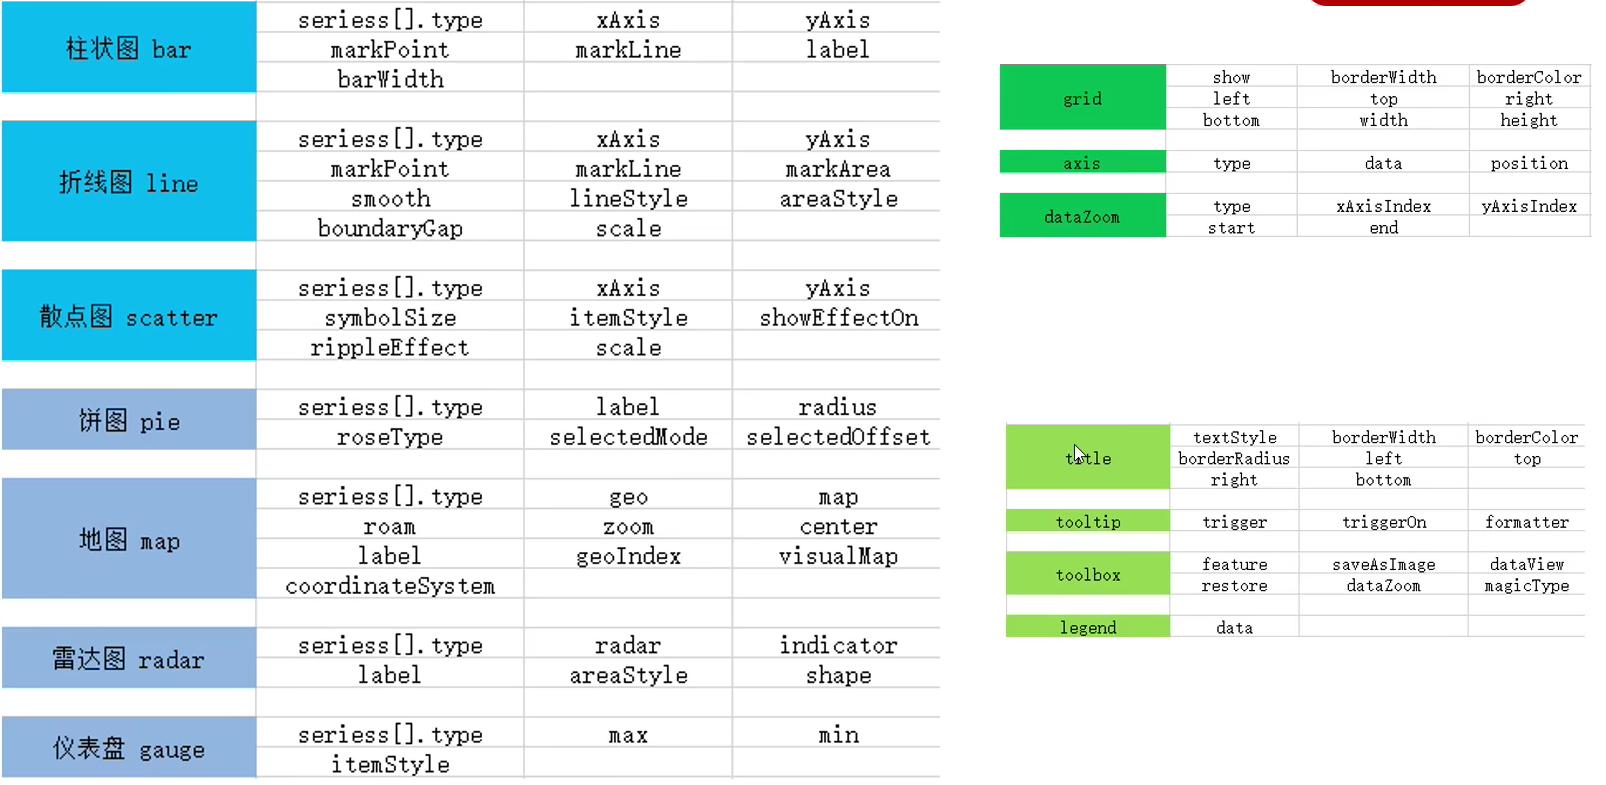 柱状图 bar
seriess[].type xAxis yAxis
markPoint markLine label
barWidth
折线图 line
seriess[].type xAxis yAxis
markPoint markLine markArea
smooth lineStyle areaStyle
boundaryGap scale
散点图 scatter
seriess[].type xAxis yAxis
symbolSize itemStyle showEffectOn
rippleEffect scale
饼图 pie
seriess[].type label radius
roseType selectedMode selectedOffset
地图 map
seriess[].type geo map
roam zoom center
label geoIndex visualMap
coordinateSystem
雷达图 radar
seriess[].type radar indicator
label areaStyle shape
仪表盘 gauge
seriess[].type max min
itemStyle
grid
show borderWidth borderColor
left top right
bottom width height
axis type data position
dataZoom
type xAxisIndex yAxisIndex
start end
title
textStyle borderWidth borderColor
borderRadius left top
right bottom
tooltip trigger triggerOn formatter
toolbox
feature saveAsImage dataView
restore dataZoom magicType
legend data